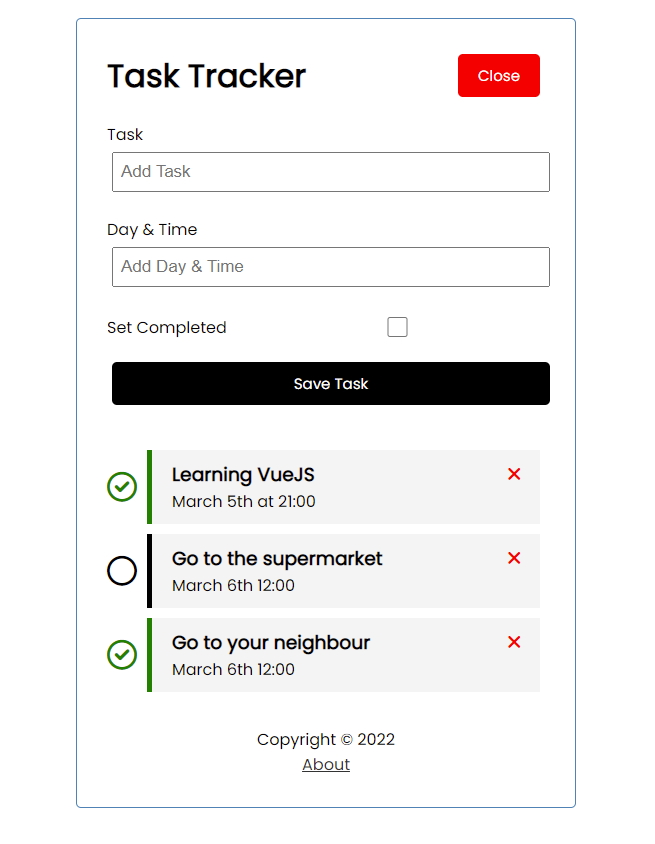 Task Tracker
Close
Task
Add Task
Day & Time
Add Day & Time
Set Completed
Save Task
Learning VueJS
March 5th at 21:00
Go to the supermarket
March 6th 12:00
Go to your neighbour
March 6th 12:00
Copyright © 2022
About